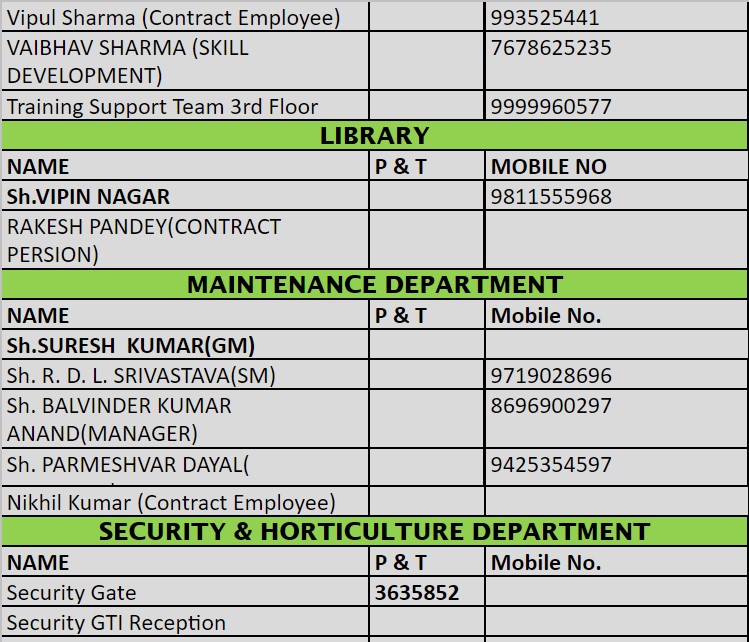 Vipul Sharma (Contract Employee) 993525441
VAIBHAV SHARMA (SKILL 7678625235
DEVELOPMENT)
Training Support Team 3rd Floor 9999960577
LIBRARY
NAME P & T MOBILE NO
Sh.VIPIN NAGAR 9811555968
RAKESH PANDEY(CONTRACT
PERSION)
MAINTENANCE DEPARTMENT
NAME P & T Mobile No.
Sh.SURESH KUMAR(GM)
Sh. R. D. L. SRIVASTAVA(SM) 9719028696
Sh. BALVINDER KUMAR 8696900297
ANAND(MANAGER)
Sh. PARMESHVAR DAYAL( 9425354597
Nikhil Kumar (Contract Employee)
SECURITY & HORTICULTURE DEPARTMENT
NAME P & T Mobile No.
Security Gate 3635852
Security GTI Reception